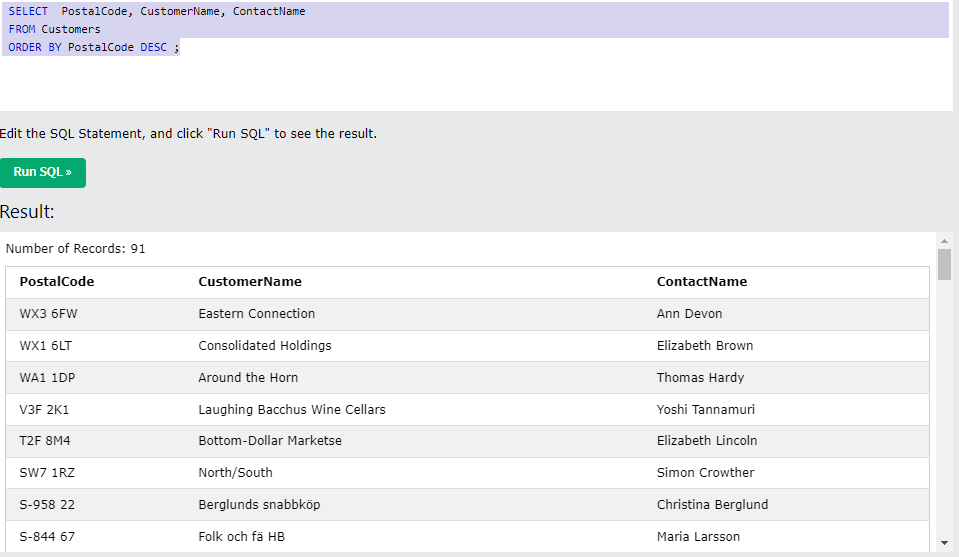 SELECT  PostalCode, CustomerName, ContactName
FROM Customers
ORDER BY PostalCode DESC ;
Edit the SQL Statement, and click "Run SQL" to see the result.
Run SQL »
Result:
Number of Records: 91
PostalCode CustomerName ContactName
WX3 6FW Eastern Connection Ann Devon
WX1 6LT Consolidated Holdings Elizabeth Brown
WA1 1DP Around the Horn Thomas Hardy
V3F 2K1 Laughing Bacchus Wine Cellars Yoshi Tannamuri
T2F 8M4 Bottom-Dollar Marketse Elizabeth Lincoln
SW7 1RZ North/South Simon Crowther
S-958 22 Berglunds snabbköp Christina Berglund
S-844 67 Folk och fä HB Maria Larsson